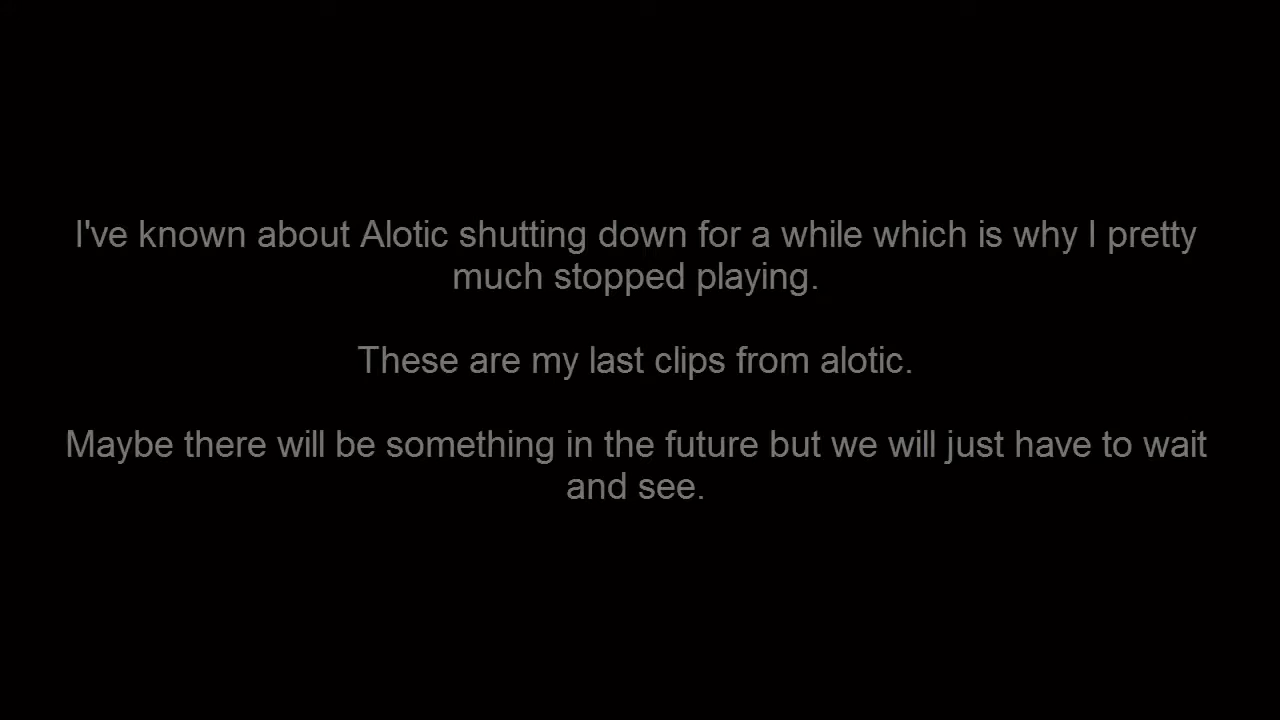 I've known about Alotic shutting down for a while which is why I pretty
much stopped playing.
These are my last clips from alotic.
Maybe there will be something in the future but we will just have to wait
and see.